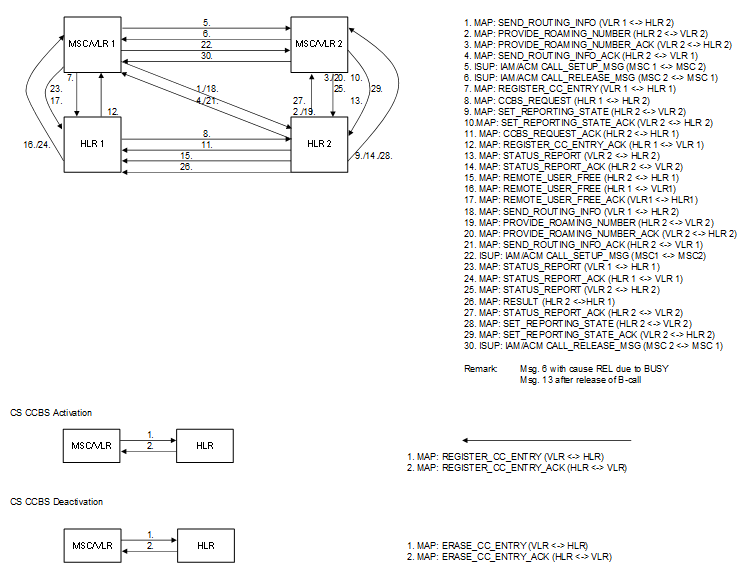 MSC/VLR 1
MSC/VLR 2
HLR 1
HLR 2
5.
6.
22.
30.
7.
23.
17.
12.
16./24.
1./18.
4./21.
3./20.
10.
25.
13.
27.
2./19.
29.
9./14./28.
8.
11.
15.
26.
1. MAP: SEND_ROUTING_INFO (VLR 1 <-> HLR 2)
2. MAP: PROVIDE_ROAMING_NUMBER (HLR 2 <-> VLR 2)
3. MAP: PROVIDE_ROAMING_NUMBER_ACK (VLR 2 <-> HLR 2)
4. MAP: SEND_ROUTING_INFO_ACK (HLR 2 <-> VLR 1)
5. ISUP: IAM/ACM CALL_SETUP_MSG (MSC 1 <-> MSC 2)
6. ISUP: IAM/ACM CALL_RELEASE_MSG (MSC 2 <-> MSC 1)
7. MAP: REGISTER_CC_ENTRY (VLR 1 <-> HLR 1)
8. MAP: CCBS_REQUEST (HLR 1 <-> HLR 2)
9. MAP: SET_REPORTING_STATE (HLR 2 <-> VLR 2)
10.MAP: SET_REPORTING_STATE_ACK (VLR 2 <-> HLR 2)
11. MAP: CCBS_REQUEST_ACK (HLR 2 <-> HLR 1)
12. MAP: REGISTER_CC_ENTRY_ACK (HLR 1 <-> VLR 1)
13. MAP: STATUS_REPORT (VLR 2 <-> HLR 2)
14. MAP: STATUS_REPORT_ACK (HLR 2 <-> VLR 2)
15. MAP: REMOTE_USER_FREE (HLR 2 <-> HLR 1)
16. MAP: REMOTE_USER_FREE (HLR 1 <-> VLR1)
17. MAP: REMOTE_USER_FREE_ACK (VLR1 <-> HLR1)
18. MAP: SEND_ROUTING_INFO (VLR 1 <-> HLR 2)
19. MAP: PROVIDE_ROAMING_NUMBER (HLR 2 <-> VLR 2)
20. MAP: PROVIDE_ROAMING_NUMBER_ACK (VLR 2 <-> HLR 2)
21. MAP: SEND_ROUTING_INFO_ACK (HLR 2 <-> VLR 1)
22. ISUP: IAM/ACM CALL_SETUP_MSG (MSC1 <-> MSC2)
23. MAP: STATUS_REPORT (VLR 1 <-> HLR 1)
24. MAP: STATUS_REPORT_ACK (HLR 1 <-> VLR 1)
25. MAP: STATUS_REPORT (VLR 2 <-> HLR 2)
26. MAP: RESULT (HLR 2 <->HLR 1)
27. MAP: STATUS_REPORT_ACK (HLR 2 <-> VLR 2)
28. MAP: SET_REPORTING_STATE (HLR 2 <-> VLR 2)
29. MAP: SET_REPORTING_STATE_ACK (VLR 2 <-> HLR 2)
30. ISUP: IAM/ACM CALL_RELEASE_MSG (MSC 2 <-> MSC 1)
Remark: Msg. 6 with cause REL due to BUSY
Msg. 13 after release of B-call
CS CCBS Activation
MSC/VLR
1.
2.
HLR
1. MAP: REGISTER_CC_ENTRY (VLR <-> HLR)
2. MAP: REGISTER_CC_ENTRY_ACK (HLR <-> VLR)
CS CCBS Deactivation
MSC/VLR
1.
2.
HLR
1. MAP: ERASE_CC_ENTRY (VLR <-> HLR)
2. MAP: ERASE_CC_ENTRY_ACK (HLR <-> VLR)